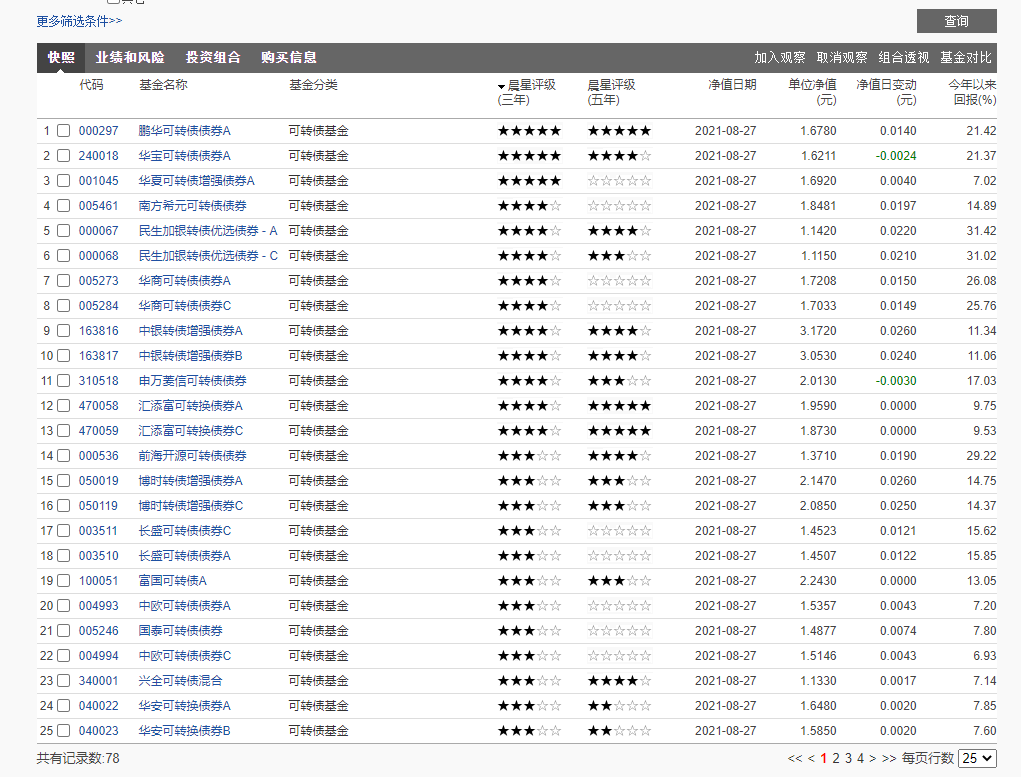 其它
更多筛选条件>>
查询
快照 业绩和风险 投资组合 购买信息 加入观察 取消观察 组合透视 基金对比
代码 基金名称 基金分类 晨星评级 晨星评级 净值日期 单位净值 净值日变动 今年以来
(三年) (五年) (元) (元) 回报(%)
1 000297 鹏华可转债债券A 可转债基金 ★★★★★ ★★★★★ 2021-08-27 1.6780 0.0140 21.42
2 240018 华宝可转债债券A 可转债基金 ★★★★★ ★★★★☆ 2021-08-27 1.6211 -0.0024 21.37
3 001045 华夏可转债增强债券A 可转债基金 ★★★★★ ☆☆☆☆☆ 2021-08-27 1.6920 0.0040 7.02
4 005461 南方希元可转债债券 可转债基金 ★★★★☆ ☆☆☆☆☆ 2021-08-27 1.8481 0.0197 14.89
5 000067 民生加银转债优选债券 - A 可转债基金 ★★★★☆ ★★★★☆ 2021-08-27 1.1420 0.0220 31.42
6 000068 民生加银转债优选债券 - C 可转债基金 ★★★★☆ ★★★☆☆ 2021-08-27 1.1150 0.0210 31.02
7 005273 华商可转债债券A 可转债基金 ★★★★☆ ☆☆☆☆☆ 2021-08-27 1.7208 0.0150 26.08
8 005284 华商可转债债券C 可转债基金 ★★★★☆ ☆☆☆☆☆ 2021-08-27 1.7033 0.0149 25.76
9 163816 中银转债增强债券A 可转债基金 ★★★★☆ ★★★★☆ 2021-08-27 3.1720 0.0260 11.34
10 163817 中银转债增强债券B 可转债基金 ★★★★☆ ★★★★☆ 2021-08-27 3.0530 0.0240 11.06
11 310518 申万菱信可转债债券 可转债基金 ★★★★☆ ★★★☆☆ 2021-08-27 2.0130 -0.0030 17.03
12 470058 汇添富可转换债券A 可转债基金 ★★★★☆ ★★★★★ 2021-08-27 1.9590 0.0000 9.75
13 470059 汇添富可转换债券C 可转债基金 ★★★★☆ ★★★★★ 2021-08-27 1.8730 0.0000 9.53
14 000536 前海开源可转债债券 可转债基金 ★★★☆☆ ★★★★☆ 2021-08-27 1.3710 0.0190 29.22
15 050019 博时转债增强债券A 可转债基金 ★★★☆☆ ★★★☆☆ 2021-08-27 2.1470 0.0260 14.75
16 050119 博时转债增强债券C 可转债基金 ★★★☆☆ ★★★☆☆ 2021-08-27 2.0850 0.0250 14.37
17 003511 长盛可转债债券C 可转债基金 ★★★☆☆ ☆☆☆☆☆ 2021-08-27 1.4523 0.0121 15.62
18 003510 长盛可转债债券A 可转债基金 ★★★☆☆ ☆☆☆☆☆ 2021-08-27 1.4507 0.0122 15.85
19 100051 富国可转债A 可转债基金 ★★★☆☆ ★★★☆☆ 2021-08-27 2.2430 0.0000 13.05
20 004993 中欧可转债债券A 可转债基金 ★★★☆☆ ☆☆☆☆☆ 2021-08-27 1.5357 0.0043 7.20
21 005246 国泰可转债债券 可转债基金 ★★★☆☆ ☆☆☆☆☆ 2021-08-27 1.4877 0.0074 7.80
22 004994 中欧可转债债券C 可转债基金 ★★★☆☆ ☆☆☆☆☆ 2021-08-27 1.5146 0.0043 6.93
23 340001 兴全可转债混合 可转债基金 ★★★☆☆ ★★★★☆ 2021-08-27 1.1330 0.0017 7.14
24 040022 华安可转换债券A 可转债基金 ★★★☆☆ ★★☆☆☆ 2021-08-27 1.6480 0.0020 7.85
25 040023 华安可转换债券B 可转债基金 ★★★☆☆ ★★☆☆☆ 2021-08-27 1.5850 0.0020 7.60
共有记录数:78 << < 1 2 3 4 > >> 每页行数 25